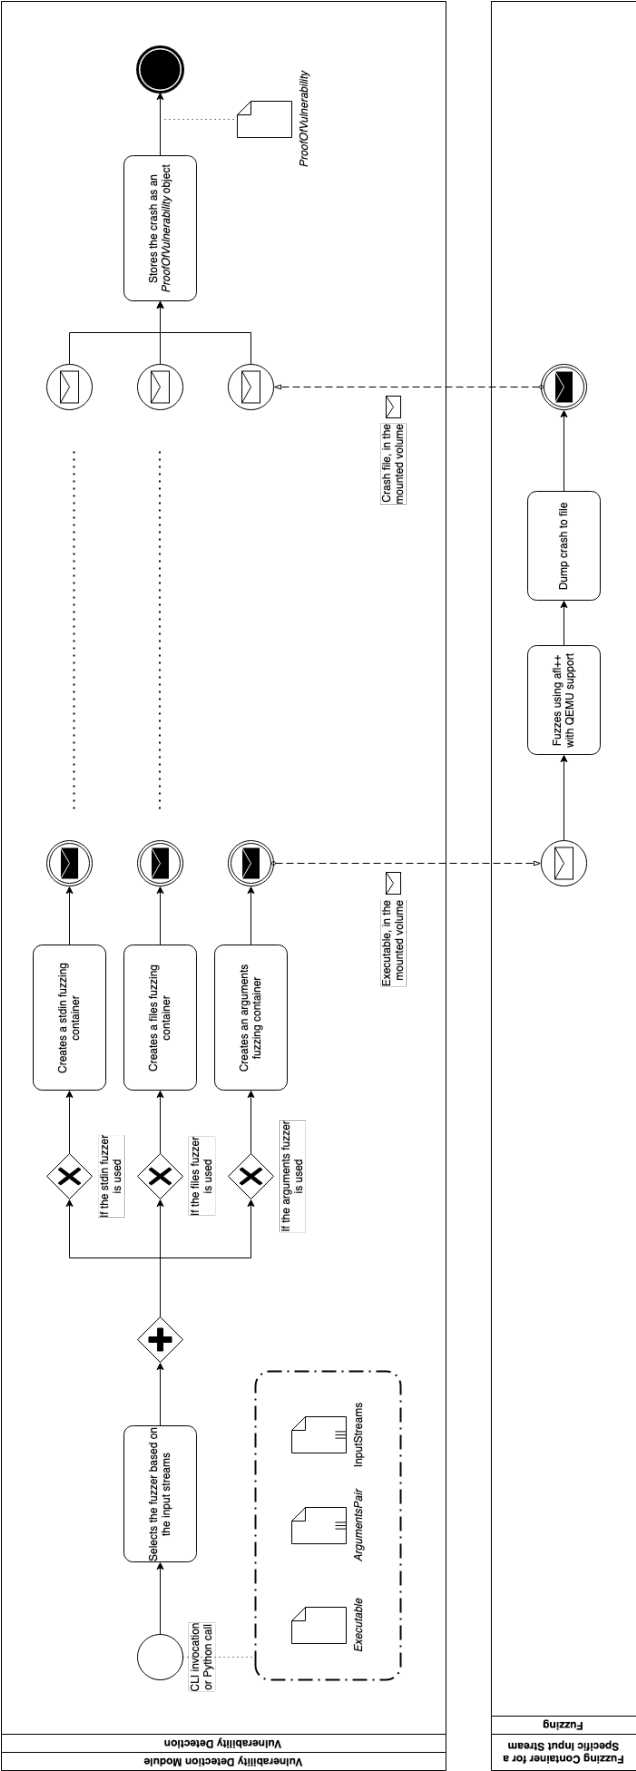 Vulnerability Detection Module
Vulnerability Detection
CLI invocation
or Python call
Executable
ArgumentsPair
InputStreams
Selects the fuzzer based on
the input streams
If the stdin fuzzer
is used
If the files fuzzer
is used
If the arguments fuzzer
is used
Creates a stdin fuzzing
container
Creates a files fuzzing
container
Creates an arguments
fuzzing container
Executable, in the
mounted volume
Crash file, in the
mounted volume
Stores the crash as an
ProofOfVulnerability object
ProofOfVulnerability
Fuzzing Container for a
Specific Input Stream
Fuzzing
Fuzzes using afl++
with QEMU support
Dump crash to file